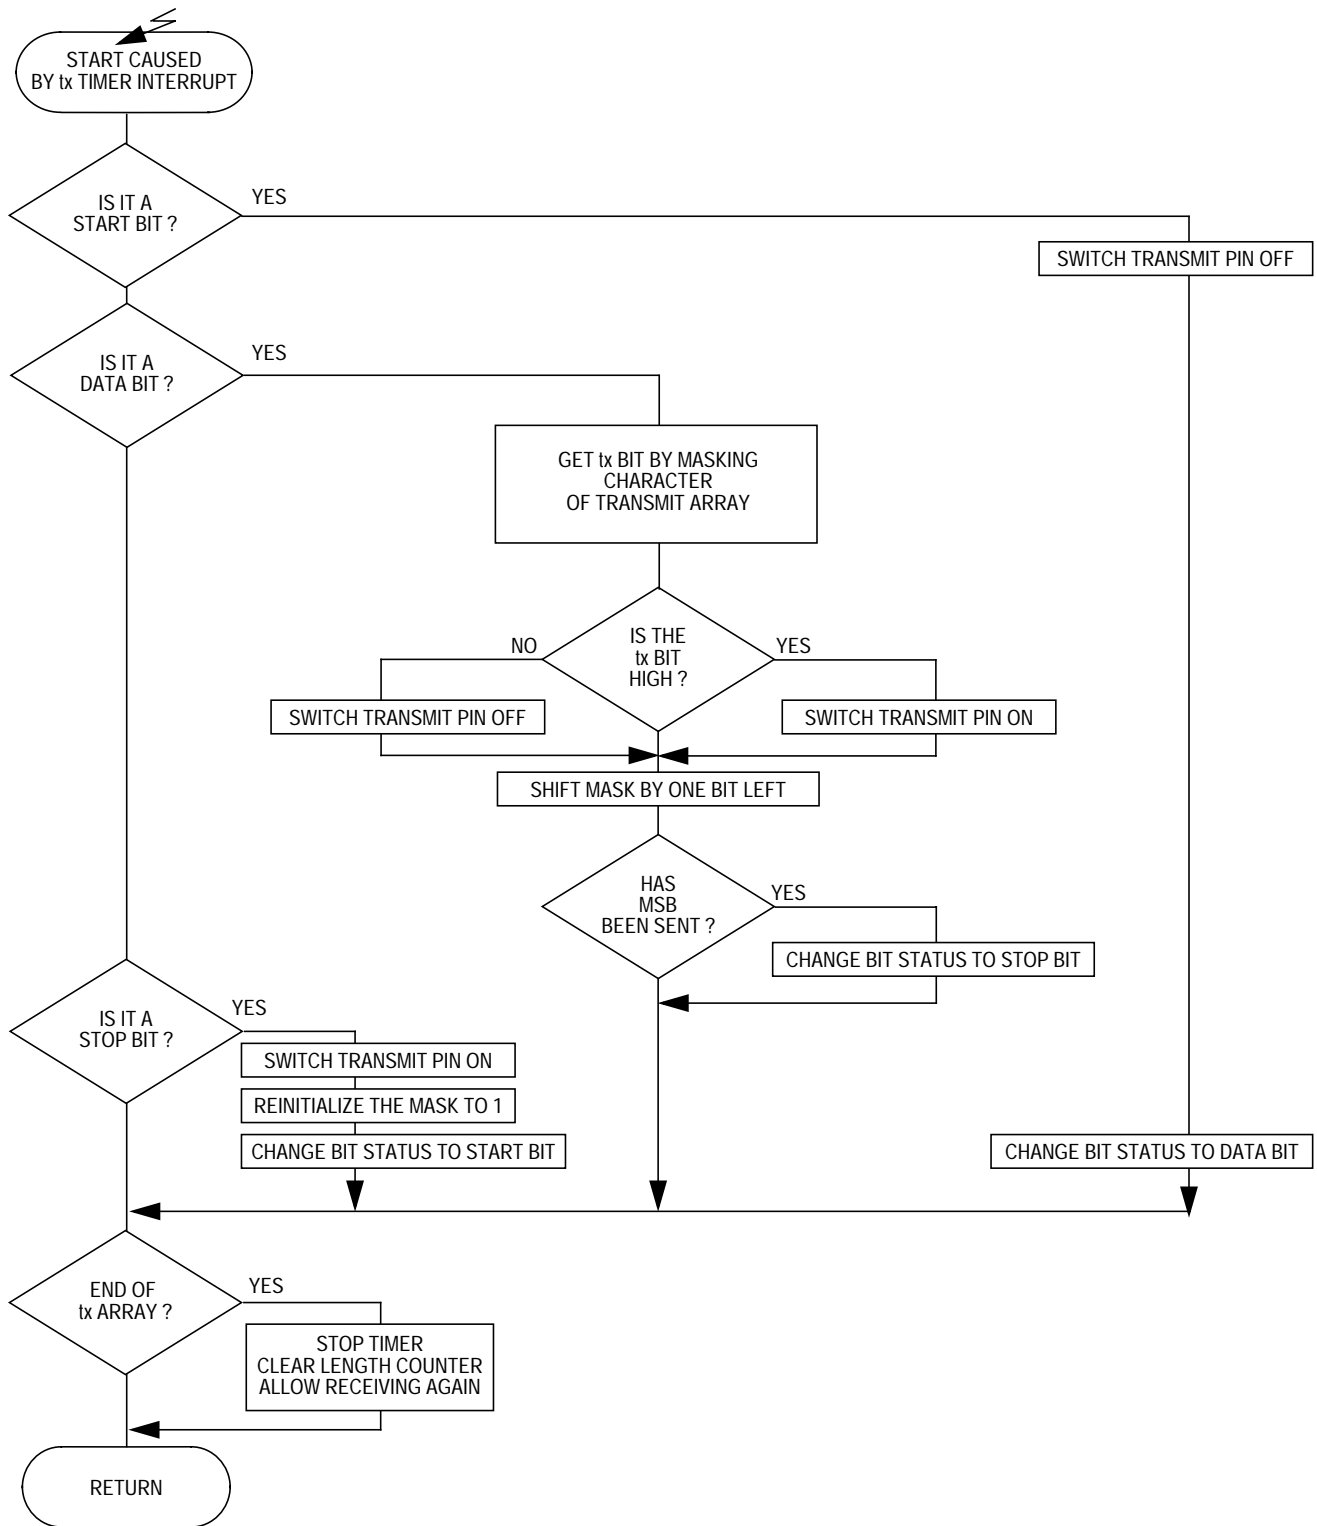 START CAUSED
BY tx TIMER INTERRUPT
IS IT A
START BIT ?
YES
SWITCH TRANSMIT PIN OFF
IS IT A
DATA BIT ?
YES
GET tx BIT BY MASKING
CHARACTER
OF TRANSMIT ARRAY
IS THE
tx BIT
HIGH ?
NO
YES
SWITCH TRANSMIT PIN OFF
SWITCH TRANSMIT PIN ON
SHIFT MASK BY ONE BIT LEFT
HAS
MSB
BEEN SENT ?
YES
CHANGE BIT STATUS TO STOP BIT
IS IT A
STOP BIT ?
YES
SWITCH TRANSMIT PIN ON
REINITIALIZE THE MASK TO 1
CHANGE BIT STATUS TO START BIT
CHANGE BIT STATUS TO DATA BIT
END OF
tx ARRAY ?
YES
STOP TIMER
CLEAR LENGTH COUNTER
ALLOW RECEIVING AGAIN
RETURN